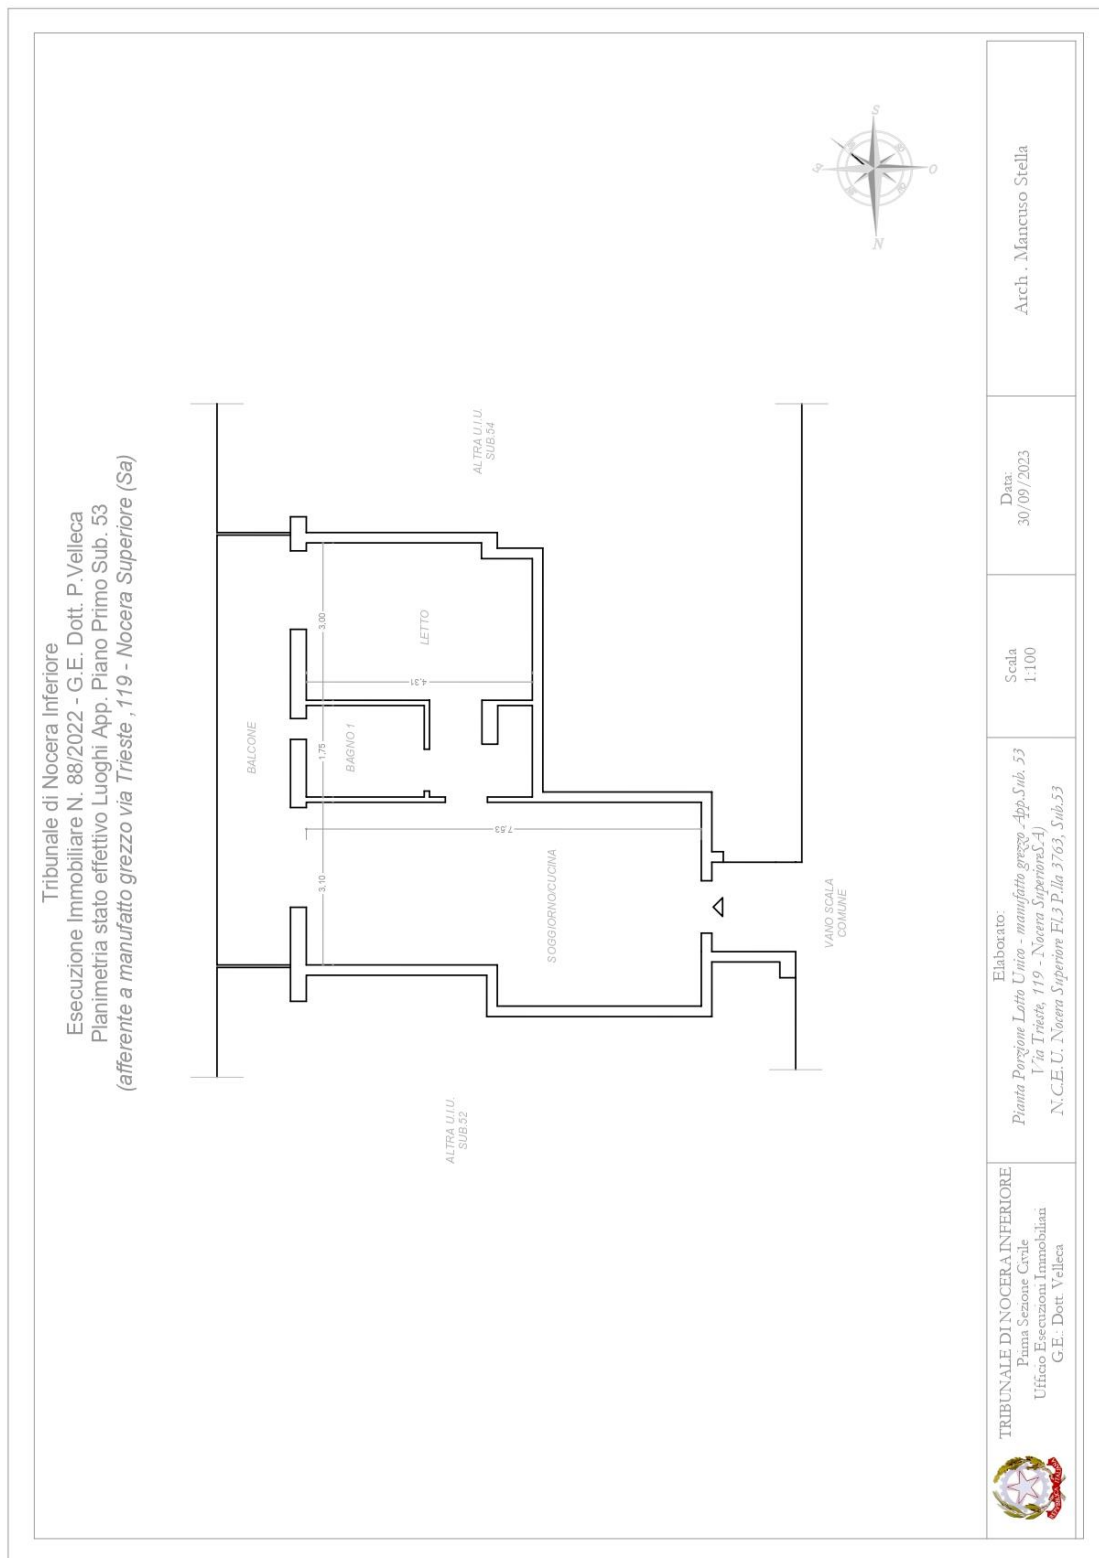 Tribunale di Nocera Inferiore
Esecuzione Immobiliare N. 88/2022 - G.E. Dott. P.Velleca
Planimetria stato effettivo Luoghi App. Piano Primo Sub. 53
(afferente a manufatto grezzo via Trieste ,119 - Nocera Superiore (Sa)
BALCONE
BAGNO 1
LETTO
SOGGIORNO/CUCINA
3,10
1,75
3,00
4,31
7,53
ALTRA U.I.U.
SUB.52
ALTRA U.I.U.
SUB.54
VANO SCALA
COMUNE
S
E
O
N
TRIBUNALE DI NOCERA INFERIORE
Prima Sezione Civile
Ufficio Esecuzioni Immobiliari
G.E.: Dott. Velleca
Elaborato:
Pianta Porzione Lotto Unico - manufatto grezzo App.Sub. 53
Via Trieste, 119 - Nocera SuperioreS.A)
N.C.E.U. Nocera Superiore Fl.3 P.lla 3763, Sub.53
Scala
1:100
Data:
30/09/2023
Arch . Mancuso Stella